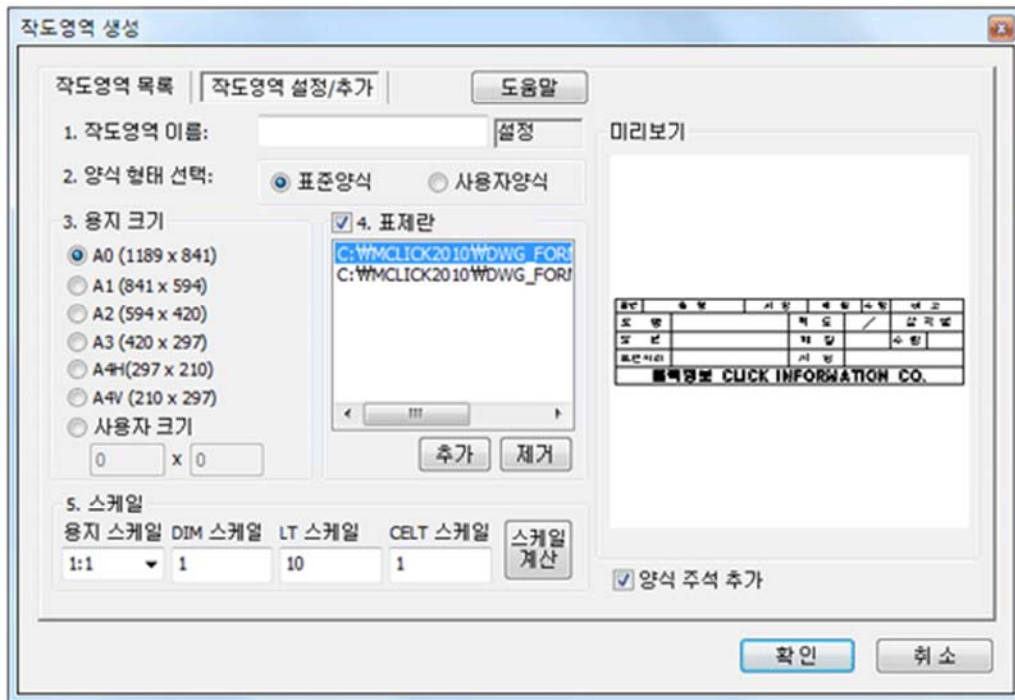 작도영역 생성
작도영역 목록 작도영역 설정/추가 도움말
1. 작도영역 이름: 설정
2. 양식 형태 선택: 표준양식 사용자양식
3. 용지 크기
A0 (1189 x 841)
A1 (841 x 594)
A2 (594 x 420)
A3 (420 x 297)
A4H(297 x 210)
A4V (210 x 297)
사용자 크기
0 x 0
4. 표제란
C:₩MCLICK2010₩DWG_FORM
C:₩MCLICK2010₩DWG_FORM
추가 제거
5. 스케일
용지 스케일 DIM 스케일 LT 스케일 CELT 스케일 스케일
1:1 1 10 1 계산
미리보기
CLICK INFORMATION CO.
양식 주석 추가
확인 취소